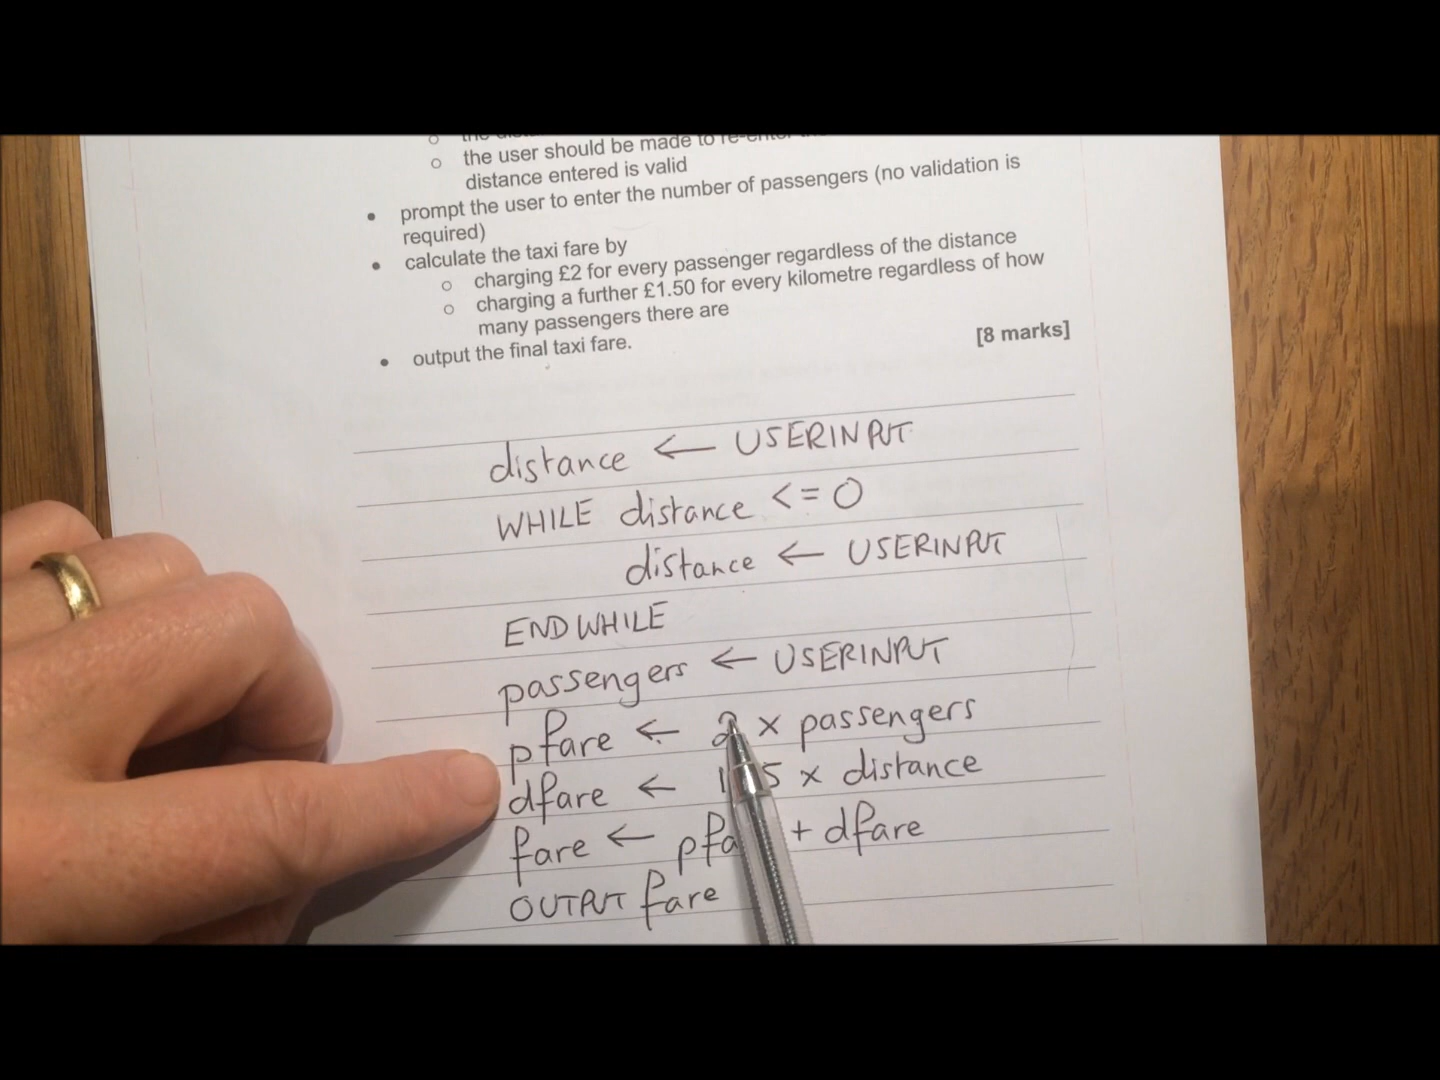 the user should be made to re-enter
distance entered is valid
prompt the user to enter the number of passengers (no validation is
required)
calculate the taxi fare by
charging £2 for every passenger regardless of the distance
charging a further £1.50 for every kilometre regardless of how
many passengers there are
output the final taxi fare.
[8 marks]
distance ← USERINPUT
WHILE distance <= 0
distance ← USERINPUT
ENDWHILE
passengers ← USERINPUT
pfare ← 2 x passengers
dfare ← 1 5 x distance
fare ← pfa + dfare
OUTPUT fare